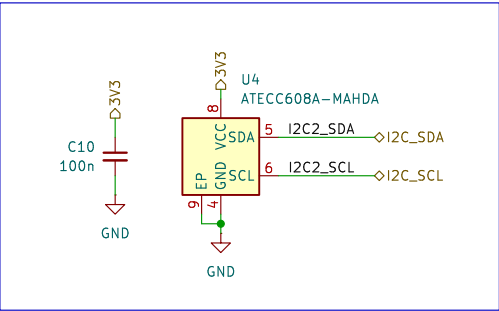 3V3
3V3
U4
ATECC608A-MAHDA
8
VCC
C10
100n
SDA
5
I2C2_SDA
I2C_SDA
EP
GND
SCL
6
I2C2_SCL
I2C_SCL
9
4
GND
GND